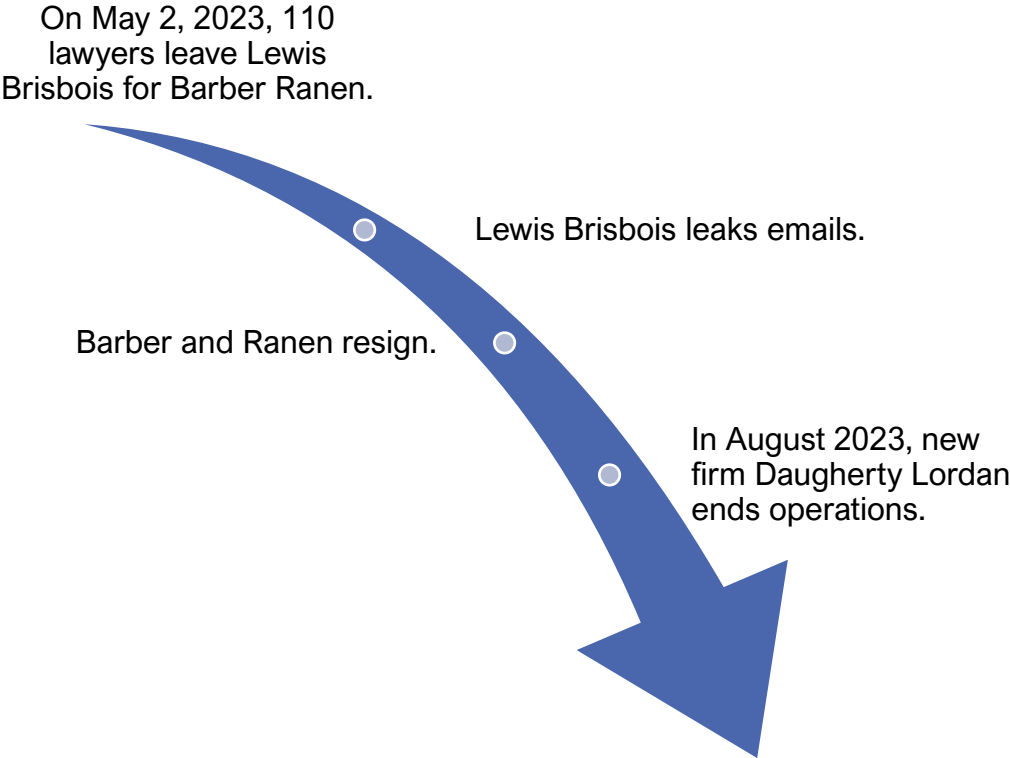 On May 2, 2023, 110
lawyers leave Lewis
Brisbois for Barber Ranen.
Lewis Brisbois leaks emails.
Barber and Ranen resign.
In August 2023, new
firm Daugherty Lordan
ends operations.